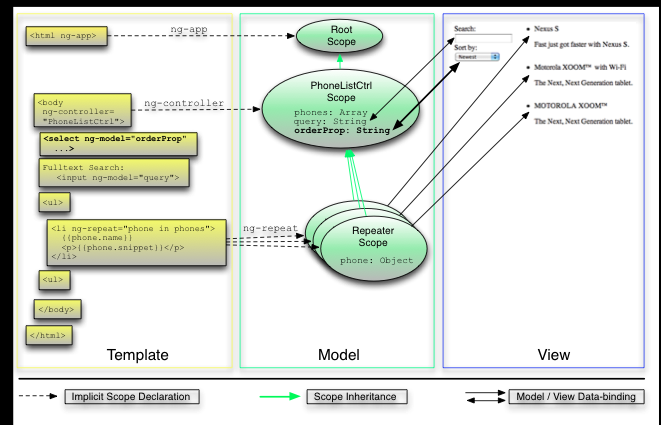 <html ng-app>
ng-app
Root
Scope
<body
ng-controller=
"PhoneListCtrl">
ng-controller
PhoneListCtrl
Scope
phones: Array
query: String
orderProp: String
<select ng-model="orderProp"
...>
Fulltext Search:
<input ng-model="query">
<ul>
<li ng-repeat="phone in phones">
{{phone.name}}
<p>{{phone.snippet}}</p>
</li>
ng-repeat
Repeater
Scope
phone: Object
<ul>
</body>
</html>
Search:
Sort by:
Newest
Nexus S
Fast just got faster with Nexus S.
Motorola XOOM™ with Wi-Fi
The Next, Next Generation tablet.
MOTOROLA XOOM™
The Next, Next Generation tablet.
Template
Model
View
Implicit Scope Declaration
Scope Inheritance
Model / View Data-binding